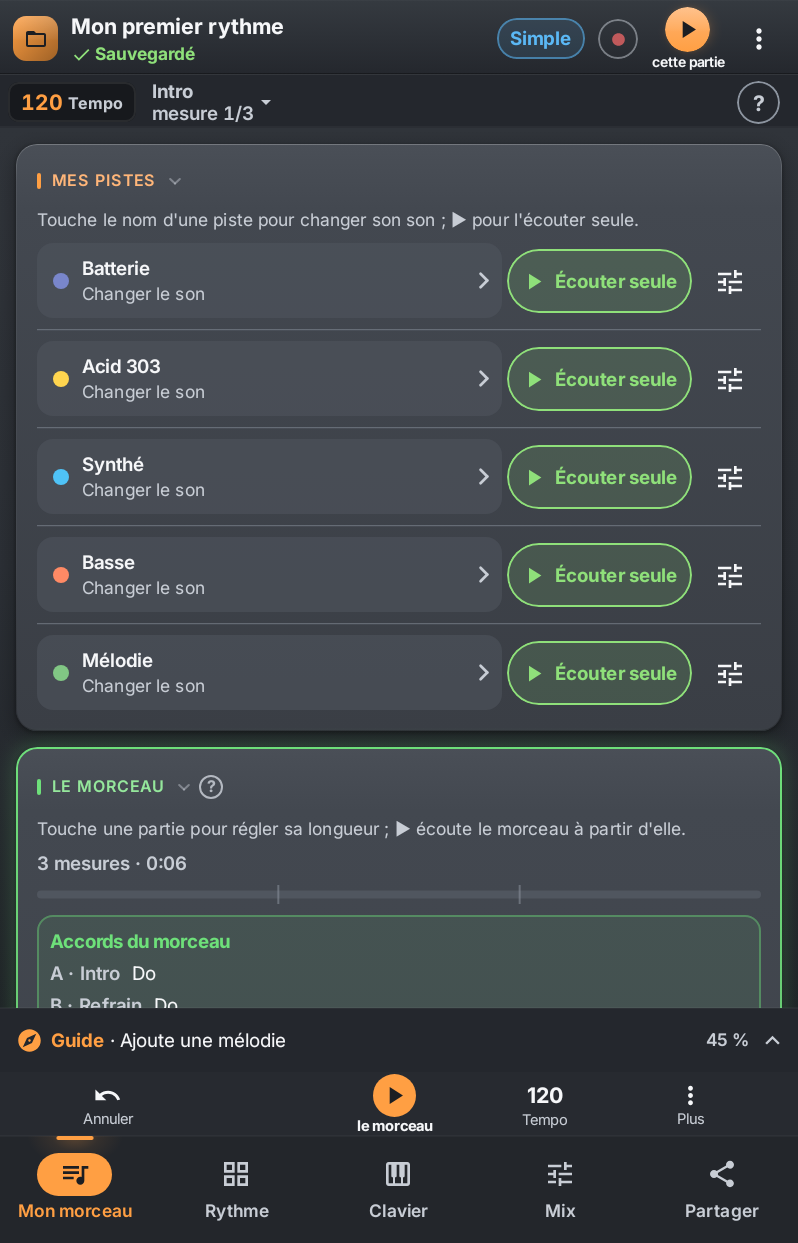 Mon premier rythme
Sauvegardé
Simple
cette partie
120 Tempo
Intro
mesure 1/3
?
MES PISTES
Touche le nom d'une piste pour changer son son ; ▶ pour l'écouter seule.
Batterie
Changer le son
Écouter seule
Acid 303
Changer le son
Écouter seule
Synthé
Changer le son
Écouter seule
Basse
Changer le son
Écouter seule
Mélodie
Changer le son
Écouter seule
LE MORCEAU
?
Touche une partie pour régler sa longueur ; ▶ écoute le morceau à partir d'elle.
3 mesures · 0:06
Accords du morceau
A · Intro Do
B · Refrain Do
Guide · Ajoute une mélodie
45 %
Annuler
le morceau
120
Tempo
Plus
Mon morceau
Rythme
Clavier
Mix
Partager